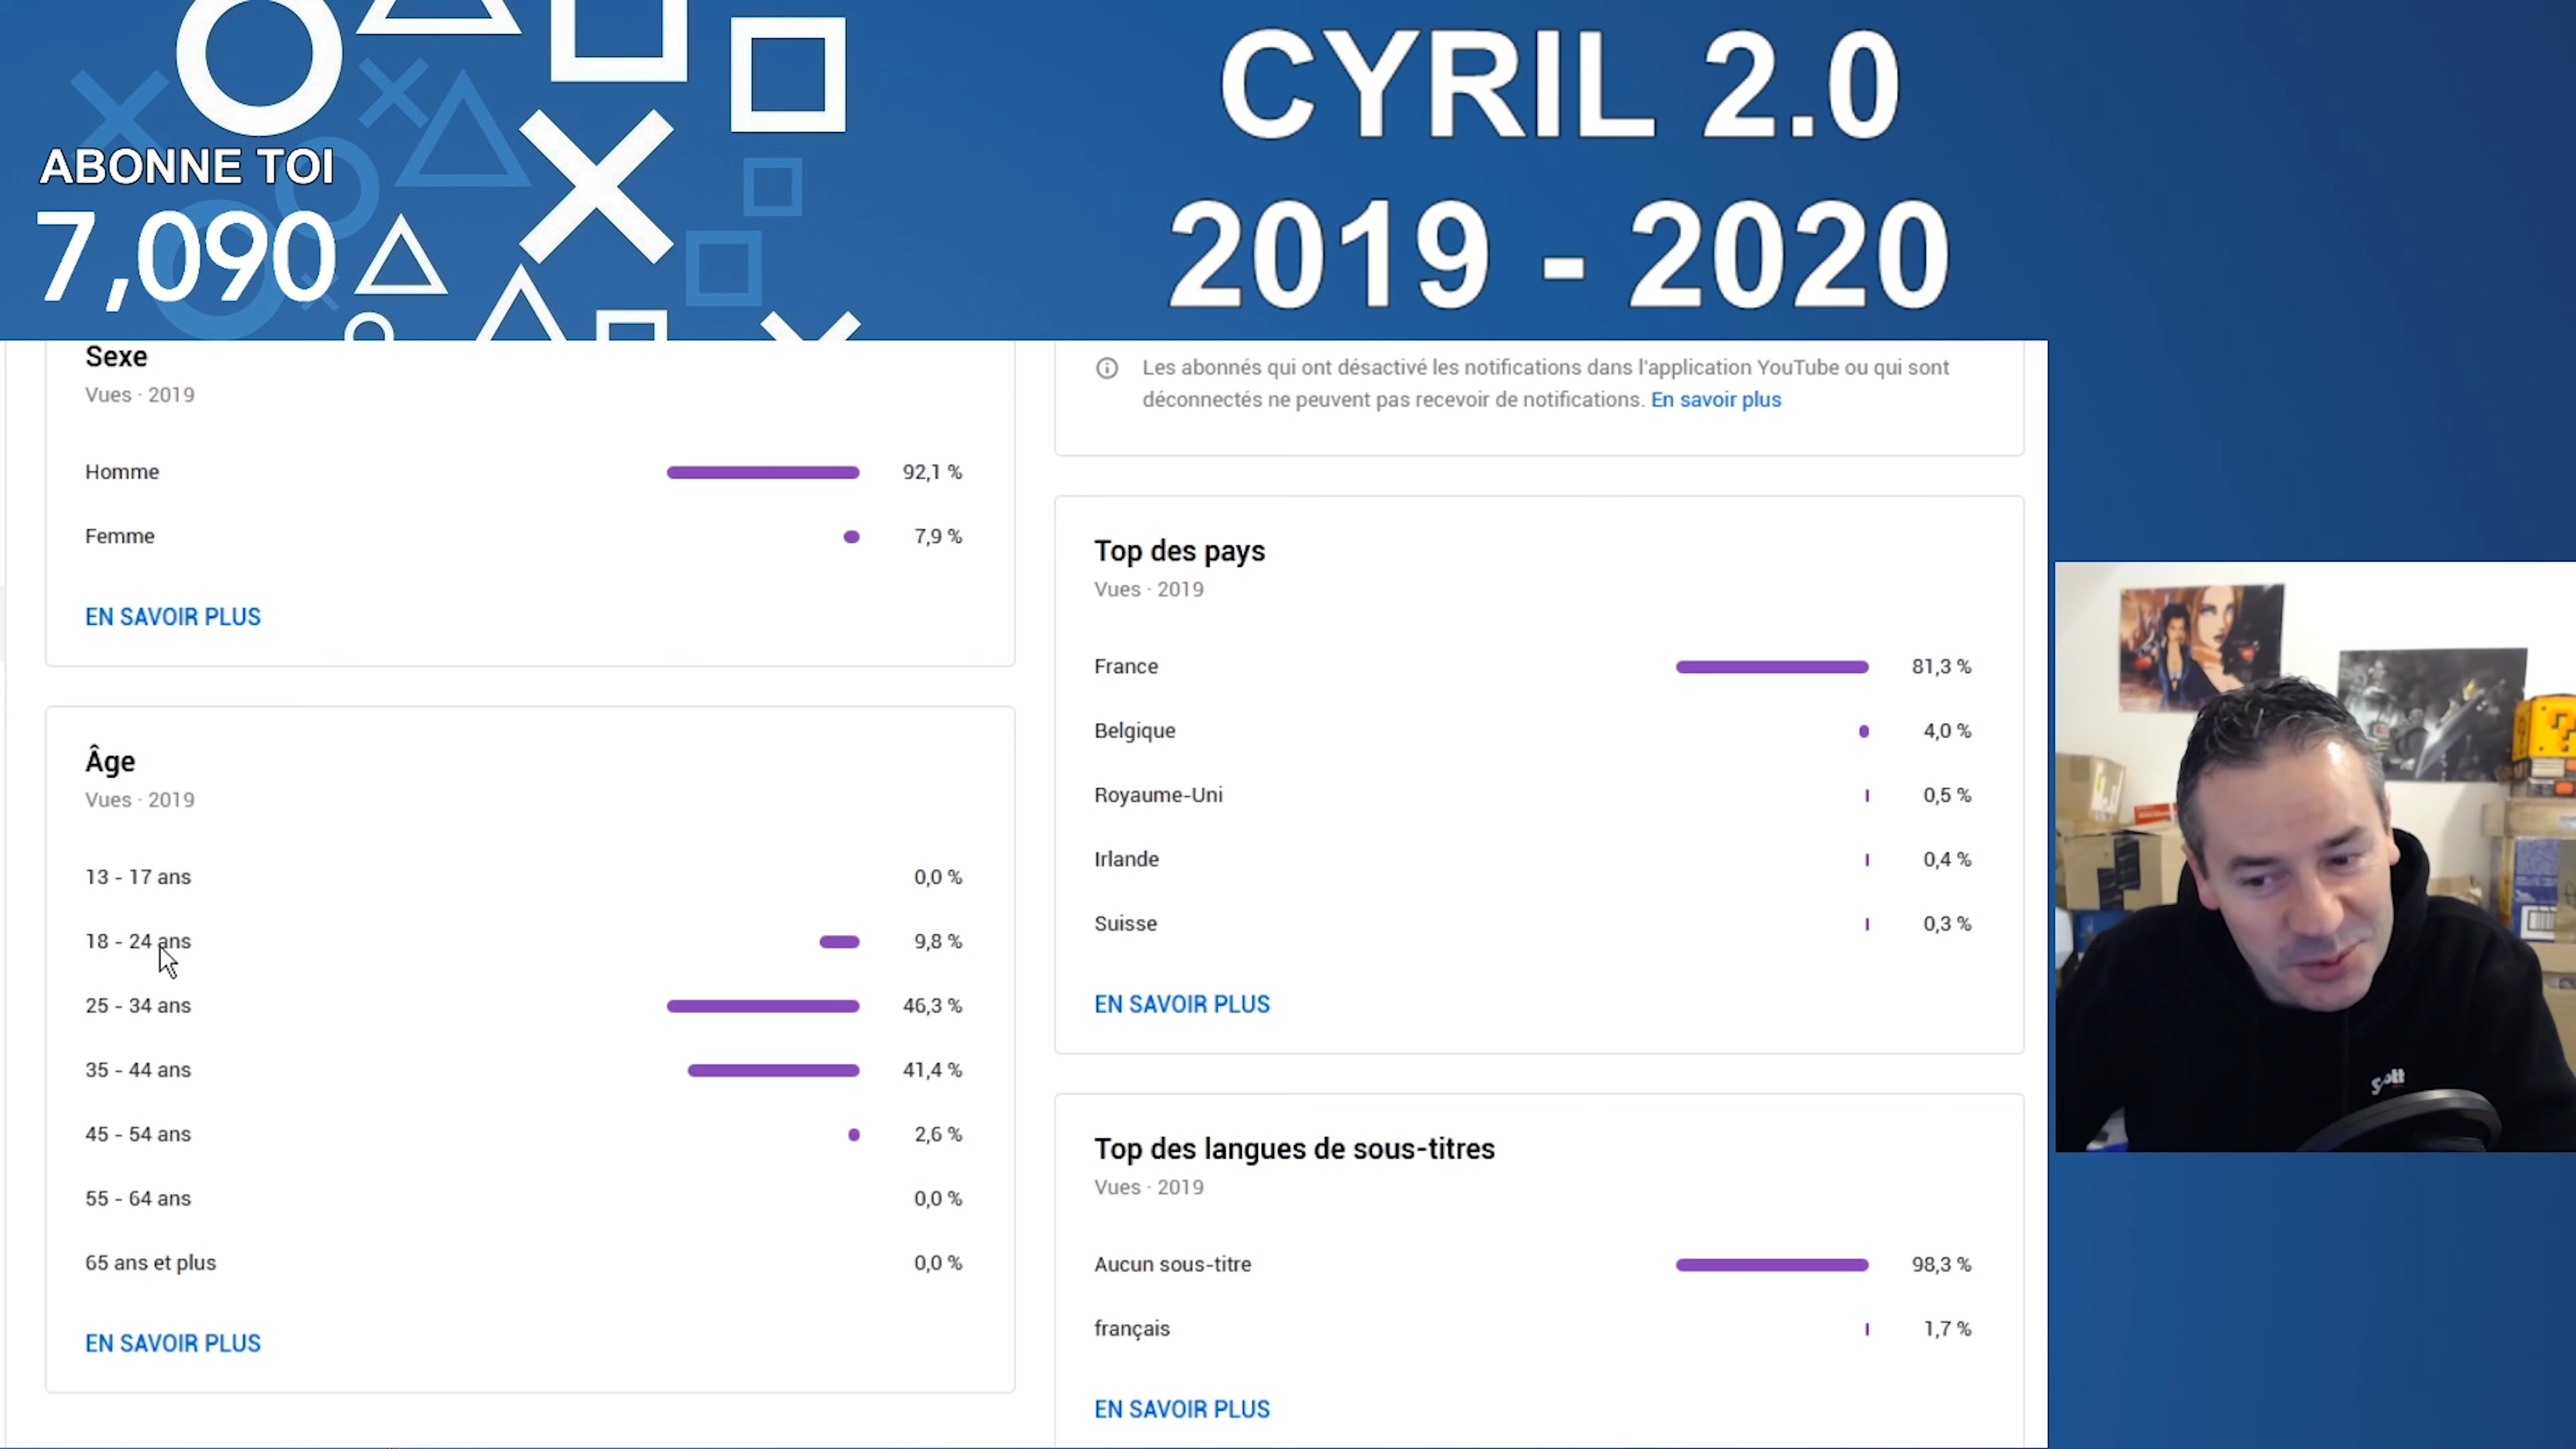 ABONNE TOI
7,090
CYRIL 2.0
2019 - 2020
Sexe
Vues · 2019
Homme 92,1 %
Femme 7,9 %
EN SAVOIR PLUS
Âge
Vues · 2019
13 - 17 ans 0,0 %
18 - 24 ans 9,8 %
25 - 34 ans 46,3 %
35 - 44 ans 41,4 %
45 - 54 ans 2,6 %
55 - 64 ans 0,0 %
65 ans et plus 0,0 %
EN SAVOIR PLUS
Les abonnés qui ont désactivé les notifications dans l'application YouTube ou qui sont
déconnectés ne peuvent pas recevoir de notifications. En savoir plus
Top des pays
Vues · 2019
France 81,3 %
Belgique 4,0 %
Royaume-Uni 0,5 %
Irlande 0,4 %
Suisse 0,3 %
EN SAVOIR PLUS
Top des langues de sous-titres
Vues · 2019
Aucun sous-titre 98,3 %
français 1,7 %
EN SAVOIR PLUS